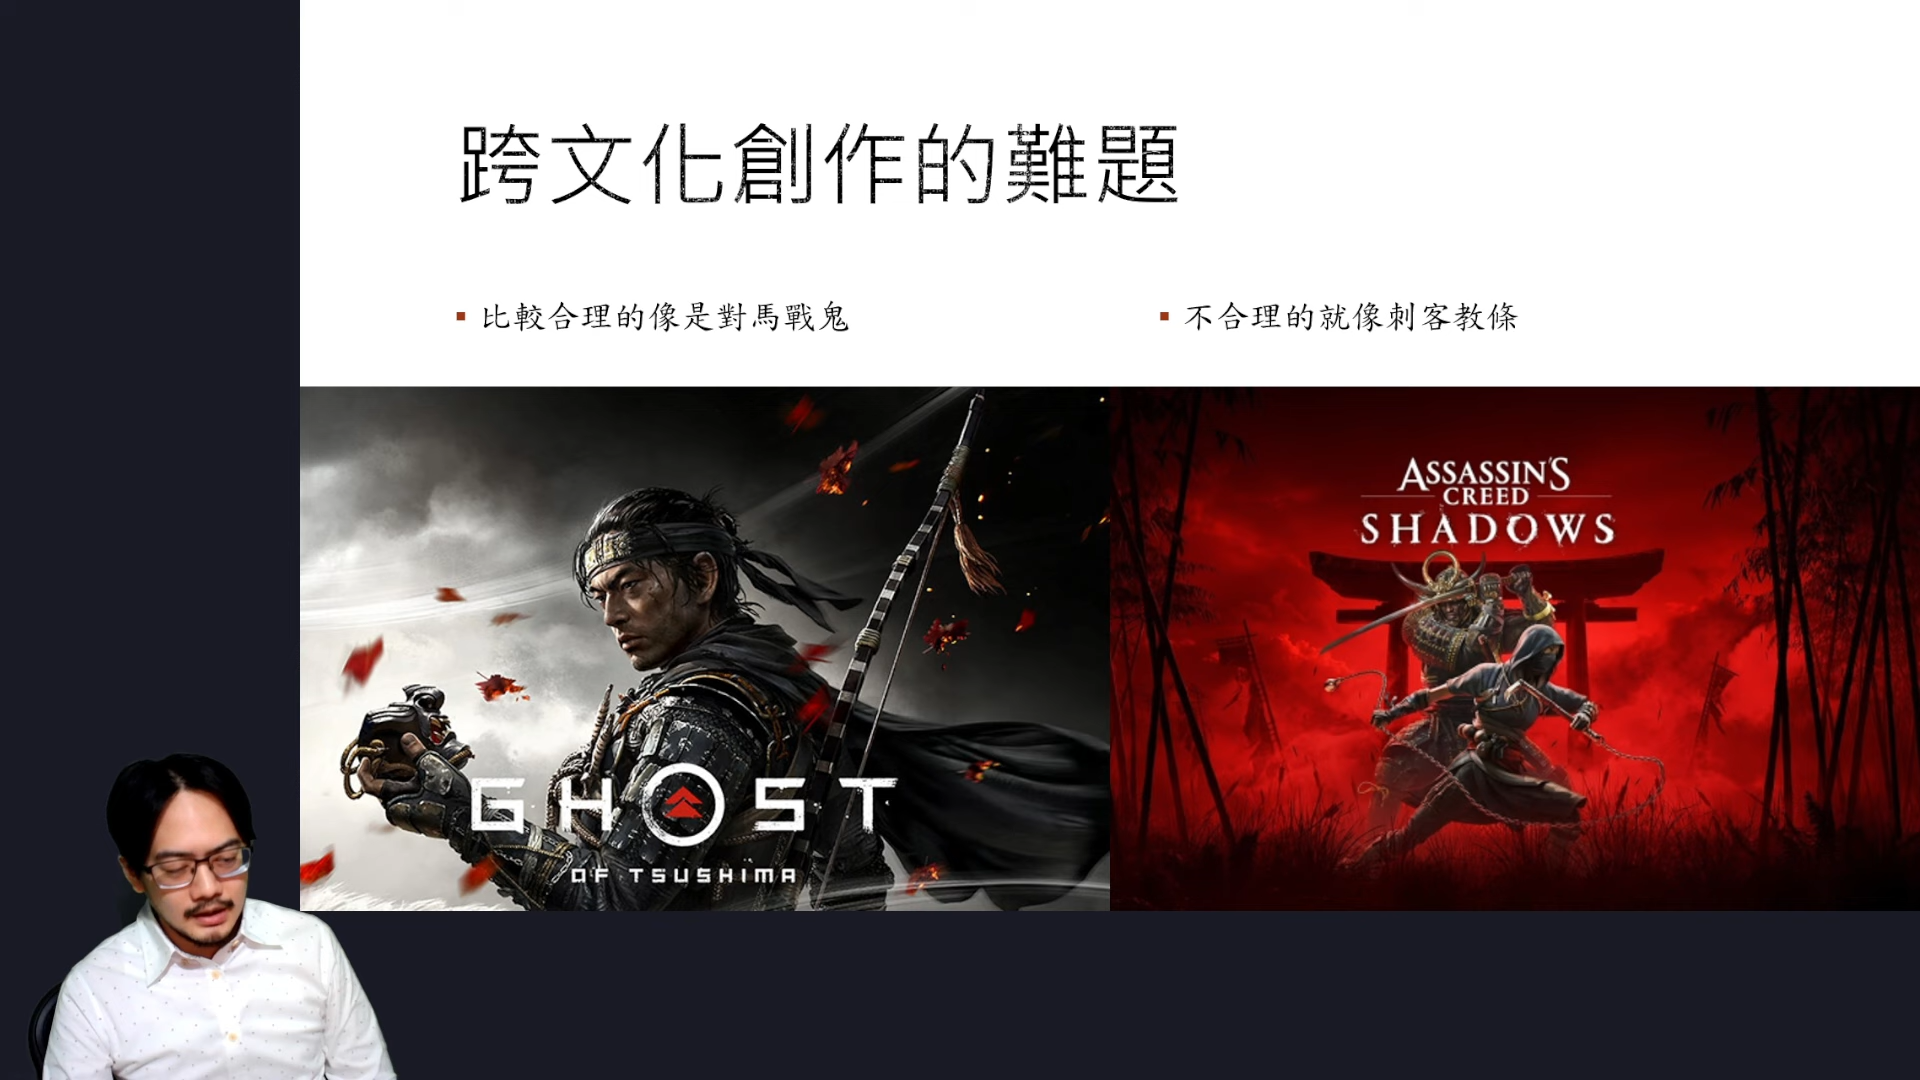 跨文化創作的難題
比較合理的像是對馬戰鬼
不合理的就像刺客教條
GHOST
OF TSUSHIMA
ASSASSIN'S
CREED
SHADOWS